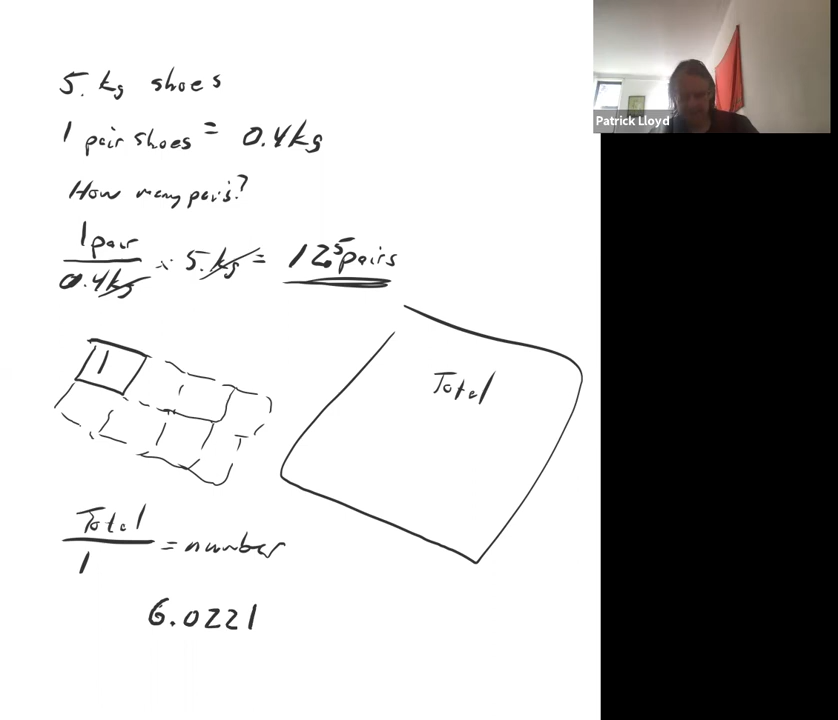 5. kg shoes
1 pair shoes = 0.4kg
How many pairs?
1 pair
0.4kg × 5. kg = 12.5 pairs
1
Total
Total
1 = number
6.0221
Patrick Lloyd